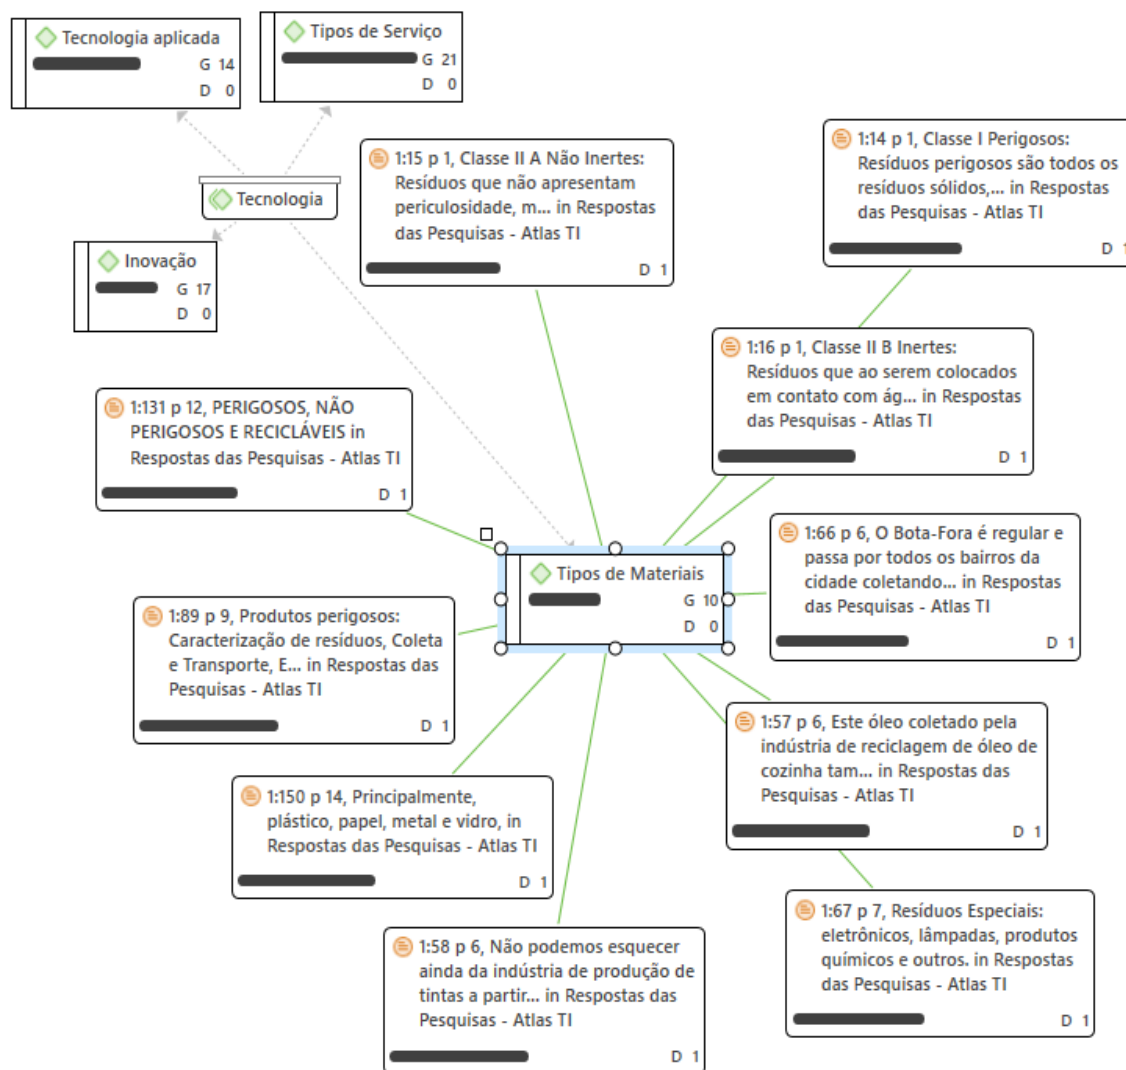 Tecnologia aplicada
G 14
D 0
Tipos de Serviço
G 21
D 0
Tecnologia
Inovação
G 17
D 0
1:15 p 1, Classe II A Não Inertes:
Resíduos que não apresentam
periculosidade, m... in Respostas
das Pesquisas - Atlas TI
D 1
1:14 p 1, Classe I Perigosos:
Resíduos perigosos são todos os
resíduos sólidos,... in Respostas
das Pesquisas - Atlas TI
D 1
1:16 p 1, Classe II B Inertes:
Resíduos que ao serem colocados
em contato com ág... in Respostas
das Pesquisas - Atlas TI
D 1
1:131 p 12, PERIGOSOS, NÃO
PERIGOSOS E RECICLÁVEIS in
Respostas das Pesquisas - Atlas TI
D 1
1:66 p 6, O Bota-Fora é regular e
passa por todos os bairros da
cidade coletando... in Respostas
das Pesquisas - Atlas TI
D 1
Tipos de Materiais
G 10
D 0
1:89 p 9, Produtos perigosos:
Caracterização de resíduos, Coleta
e Transporte, E... in Respostas das
Pesquisas - Atlas TI
D 1
1:57 p 6, Este óleo coletado pela
indústria de reciclagem de óleo de
cozinha tam... in Respostas das
Pesquisas - Atlas TI
D 1
1:150 p 14, Principalmente,
plástico, papel, metal e vidro, in
Respostas das Pesquisas - Atlas TI
D 1
1:67 p 7, Resíduos Especiais:
eletrônicos, lâmpadas, produtos
químicos e outros. in Respostas
das Pesquisas - Atlas TI
D 1
1:58 p 6, Não podemos esquecer
ainda da indústria de produção de
tintas a partir... in Respostas das
Pesquisas - Atlas TI
D 1